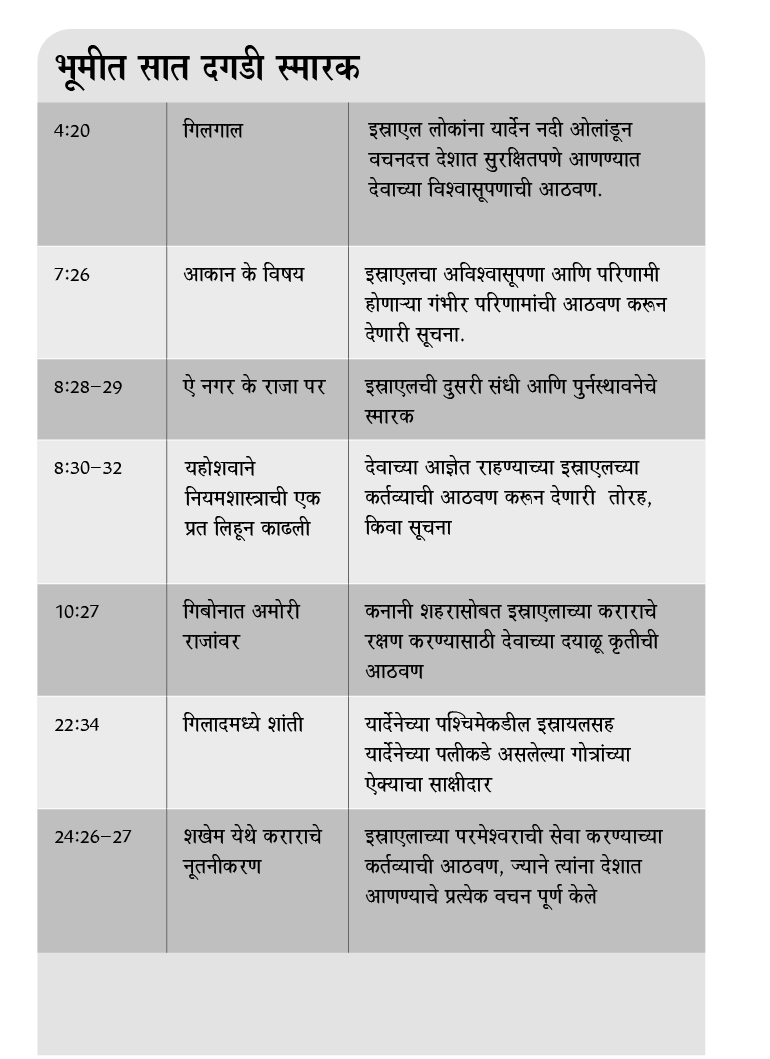 भूमीत सात दगडी स्मारक
4:20
गिलगाल
इस्राएल लोकांना यार्देन नदी ओलांडून
वचनदत्त देशात सुरक्षितपणे आणण्यात
देवाच्या विश्वासूपणाची आठवण.
7:26
आकान के विषय
इस्राएलचा अविश्वासूपणा आणि परिणामी
होणाऱ्या गंभीर परिणामांची आठवण करून
देणारी सूचना.
8:28–29
ऐ नगर के राजा पर
इस्राएलची दुसरी संधी आणि पुर्नस्थावनेचे
स्मारक
8:30–32
यहोशवाने
नियमशास्त्राची एक
प्रत लिहून काढली
देवाच्या आज्ञेत राहण्याच्या इस्राएलच्या
कर्तव्याची आठवण करून देणारी तोरह,
किवा सूचना
10:27
गिबोनात अमोरी
राजांवर
कनानी शहरासोबत इस्राएलाच्या कराराचे
रक्षण करण्यासाठी देवाच्या दयाळू कृतीची
आठवण
22:34
गिलादमध्ये शांती
यार्देनेच्या पश्चिमेकडील इस्रायलसह
यार्देनेच्या पलीकडे असलेल्या गोत्रांच्या
ऐक्याचा साक्षीदार
24:26–27
शखेम येथे कराराचे
नूतनीकरण
इस्राएलाच्या परमेश्वराची सेवा करण्याच्या
कर्तव्याची आठवण, ज्याने त्यांना देशात
आणण्याचे प्रत्येक वचन पूर्ण केले